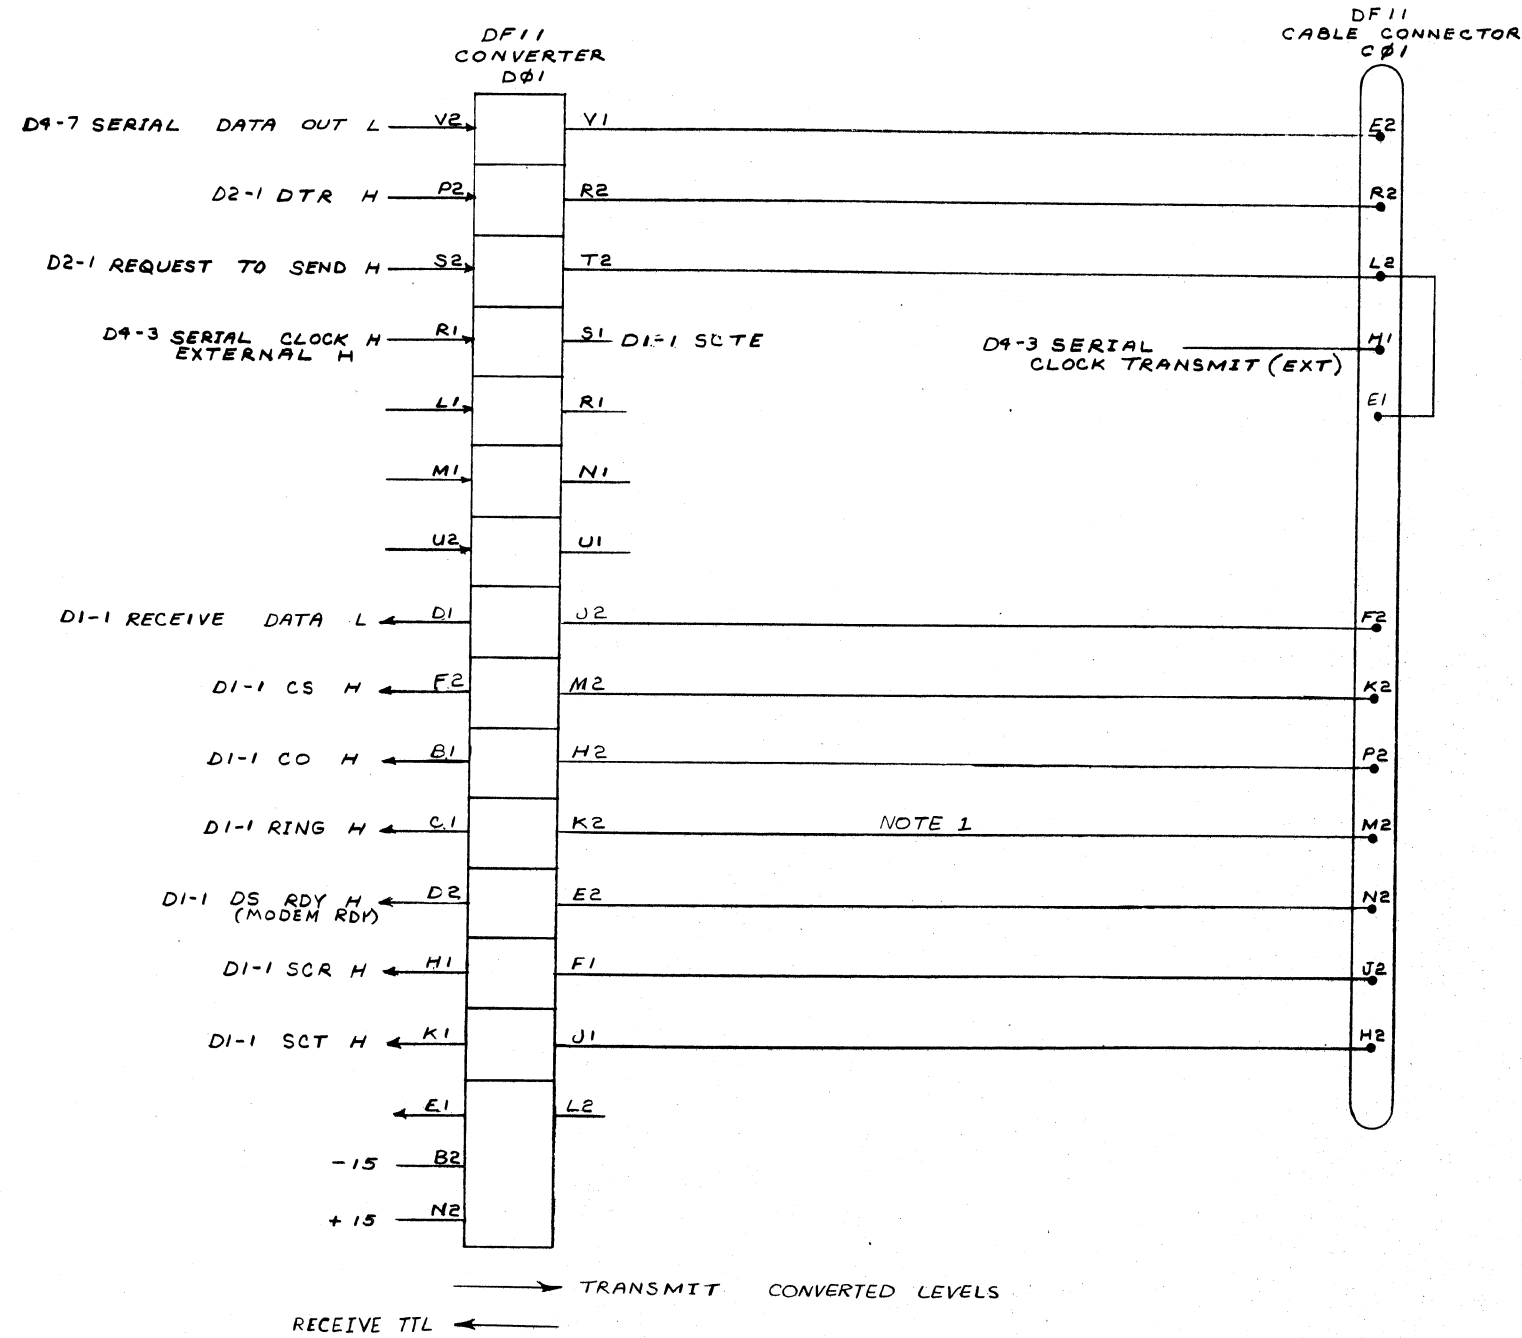 DF11
CABLE CONNECTOR
CØ1
DF11
CONVERTER
DØ1
D4-7 SERIAL DATA OUT L V2 V1 E2
D2-1 DTR H P2 R2 R2
D2-1 REQUEST TO SEND H S2 T2 L2
D4-3 SERIAL CLOCK H R1 S1 D1-1 SCTE D4-3 SERIAL H1
EXTERNAL H CLOCK TRANSMIT (EXT)
L1 R1 E1
M1 N1
U2 U1
D1-1 RECEIVE DATA L D1 J2 F2
D1-1 CS H F2 M2 K2
D1-1 CO H B1 H2 P2
D1-1 RING H C1 K2 NOTE 1 M2
D1-1 DS RDY H D2 E2 N2
(MODEM RDY)
D1-1 SCR H H1 F1 J2
D1-1 SCT H K1 J1 H2
E1 L2
-15 B2
+15 N2
TRANSMIT CONVERTED LEVELS
RECEIVE TTL